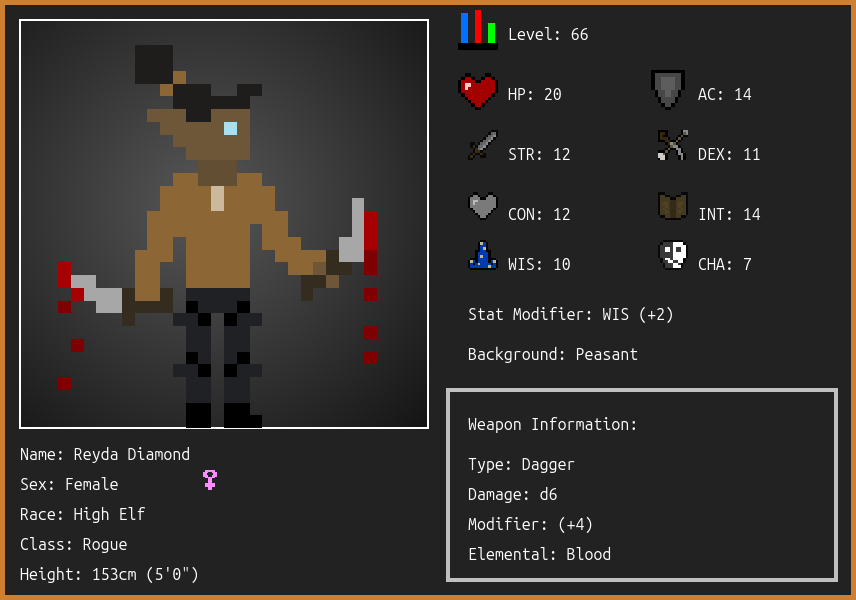 Level: 66
HP: 20
AC: 14
STR: 12
DEX: 11
CON: 12
INT: 14
WIS: 10
CHA: 7
Stat Modifier: WIS (+2)
Background: Peasant
Weapon Information:
Type: Dagger
Damage: d6
Modifier: (+4)
Elemental: Blood
Name: Reyda Diamond
Sex: Female
Race: High Elf
Class: Rogue
Height: 153cm (5'0")